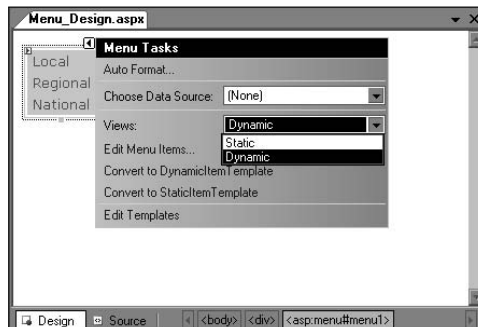 Menu_Design.aspx
Local
Regional
National
Menu Tasks
Auto Format...
Choose Data Source: (None)
Views: Dynamic
Static
Dynamic
Edit Menu Items...
Convert to DynamicItemTemplate
Convert to StaticItemTemplate
Edit Templates
Design Source <body> <div> <asp:menu#menu1>